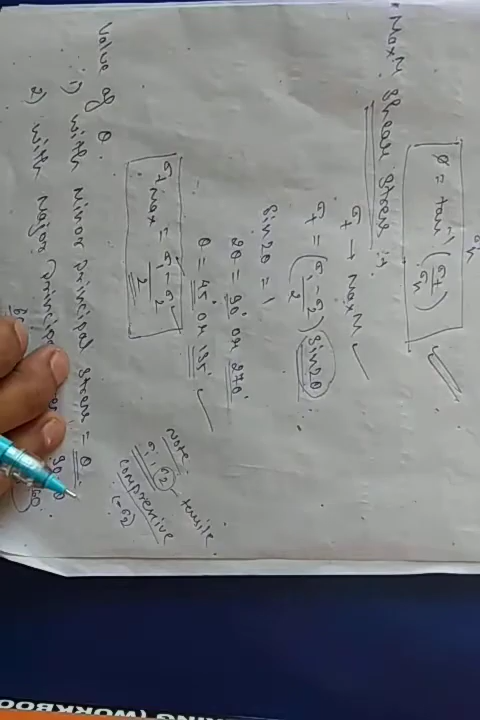 φ = tan⁻¹ (σt/σn)
* Maxm. Shear Stress :→
σt → Maxm
σt = (σ1 - σ2 / 2) Sin2θ
Sin2θ = 1
2θ = 90° or 270°
θ = 45° or 135°
σt max = σ1 - σ2 / 2
Note:
σ1, σ2 - tensile.
compressive
(-σ2)
Value of θ.
1) with minor principal stress = θ
2) with major
90-θ
(WORKBOO